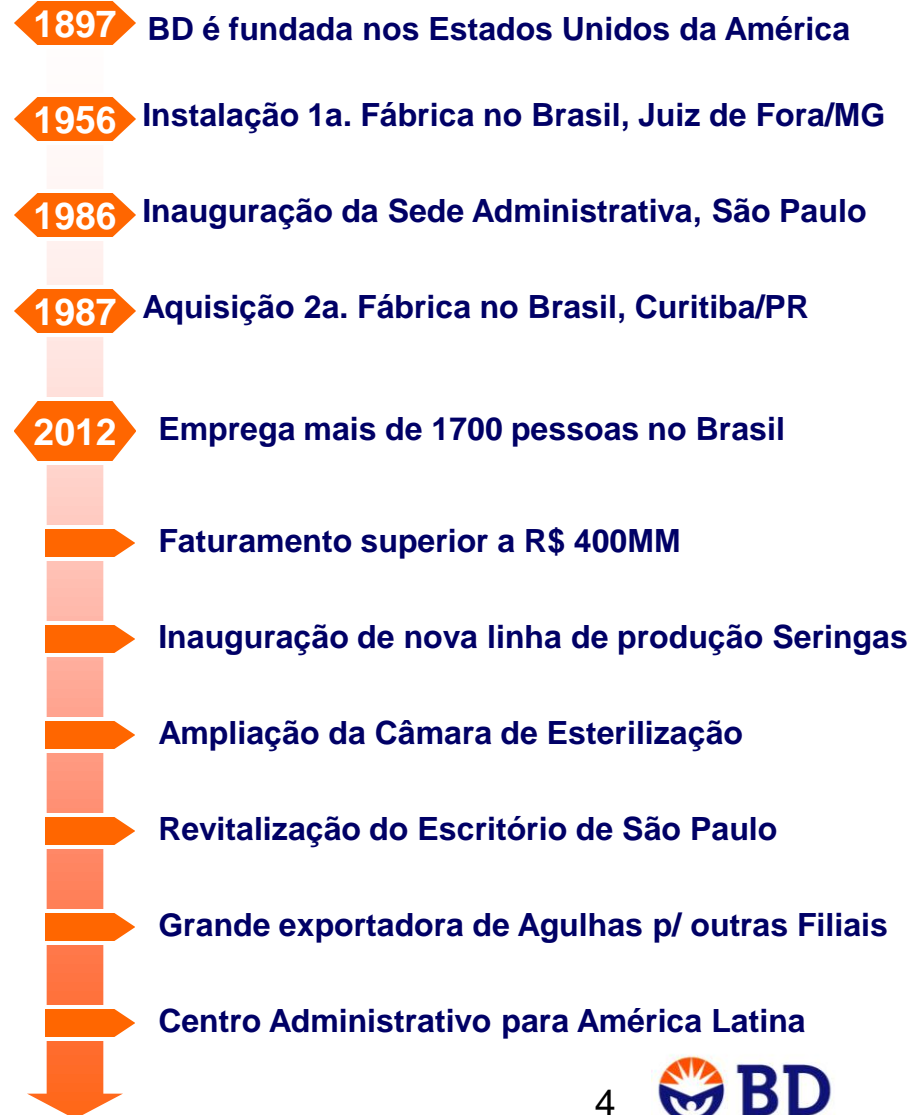 1897 BD é fundada nos Estados Unidos da América
1956 Instalação 1a. Fábrica no Brasil, Juiz de Fora/MG
1986 Inauguração da Sede Administrativa, São Paulo
1987 Aquisição 2a. Fábrica no Brasil, Curitiba/PR
2012 Emprega mais de 1700 pessoas no Brasil
Faturamento superior a R$ 400MM
Inauguração de nova linha de produção Seringas
Ampliação da Câmara de Esterilização
Revitalização do Escritório de São Paulo
Grande exportadora de Agulhas p/ outras Filiais
Centro Administrativo para América Latina
4 BD